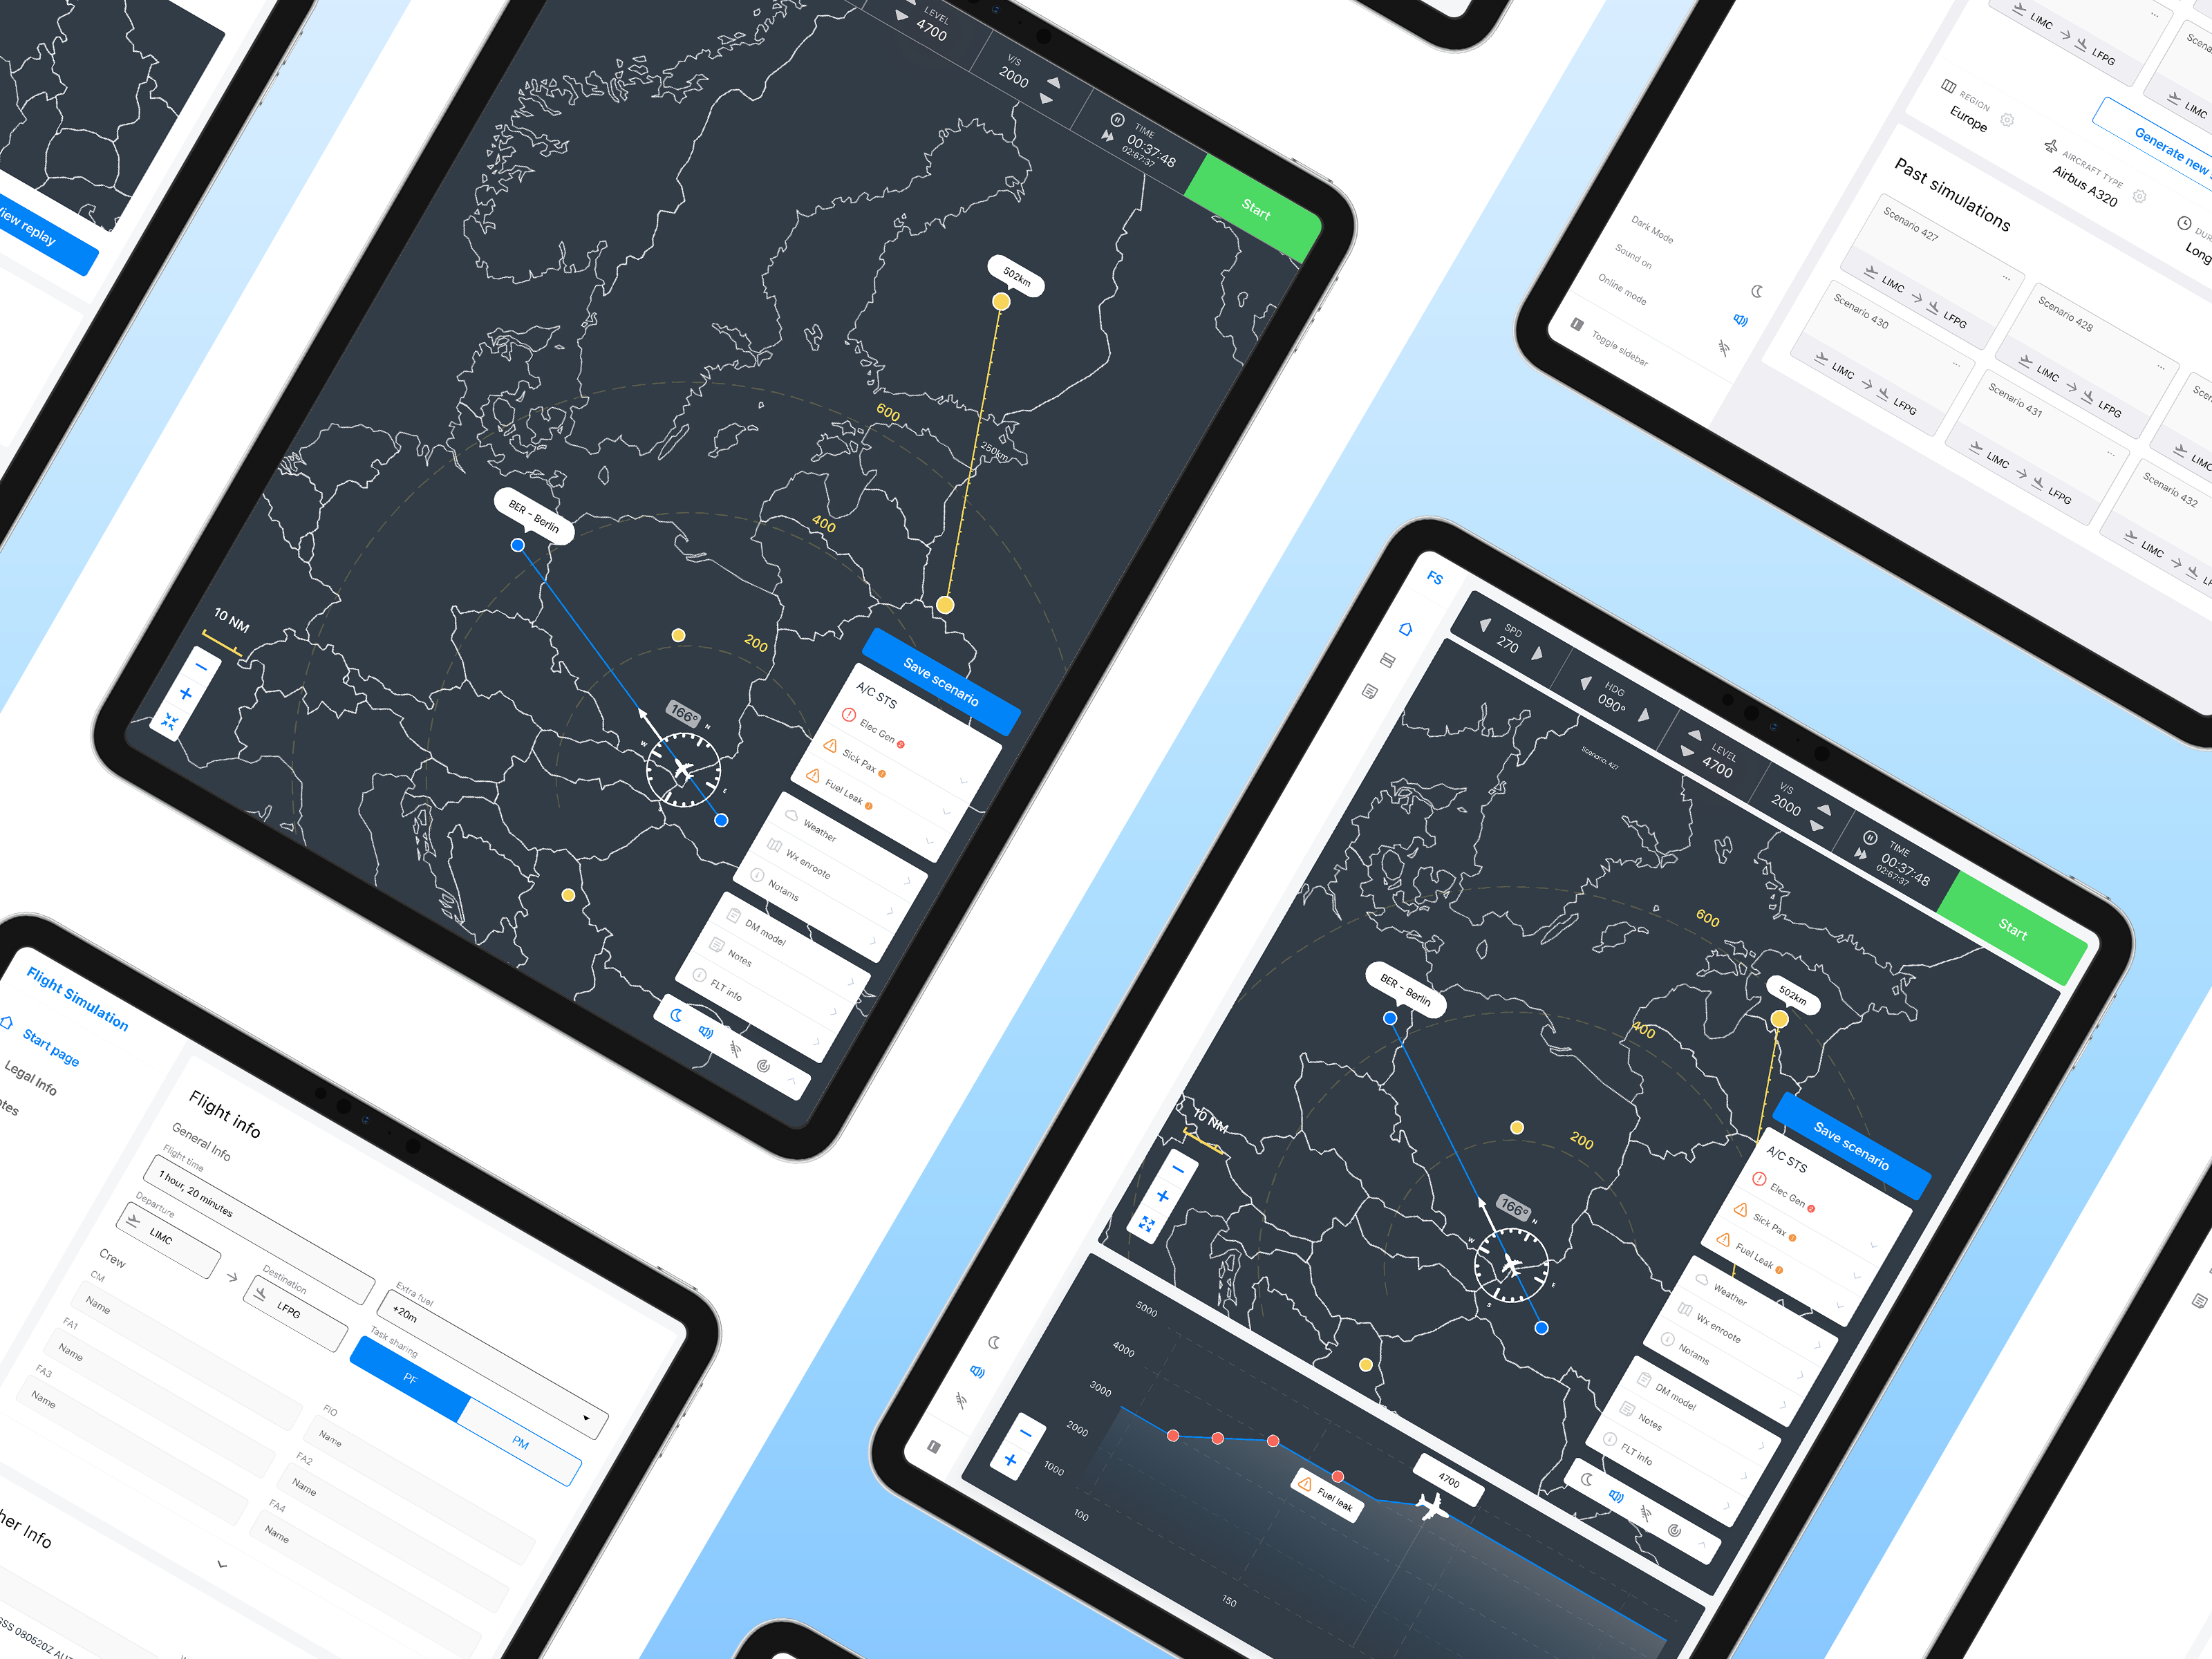 view replay
LEVEL
4700
V/S
2000
TIME
00:37:48
02:67:37
Start
502km
250km
600
400
200
BER - Berlin
10 NM
166°
N
W
E
S
Save scenario
A/C STS
Elec Gen 2
Sick Pax
Fuel Leak
Weather
Wx enroote
Notams
DM model
Notes
FLT info
LIMC → LFPG
LIMC
REGION
Europe
AIRCRAFT TYPE
Airbus A320
Long
Generate new
Past simulations
Scenario 427
LIMC → LFPG
Scenario 428
LIMC → LFPG
Scenario 430
LIMC → LFPG
Scenario 431
LIMC → LFPG
Scenario 432
LIMC
Dark Mode
Sound on
Online mode
Toggle sidebar
Flight Simulation
Start page
Legal Info
Flight info
General Info
Flight time
1 hour, 20 minutes
Extra fuel
+20m
Departure
LIMC
Destination
LFPG
Task sharing
PF
PM
Crew
CM
Name
FIO
Name
FA1
Name
FA2
Name
FA3
Name
FA4
Name
her Info
GSS 080520Z AUT
FS
SPD
270
HDG
090°
LEVEL
4700
V/S
2000
TIME
00:37:48
02:67:37
Start
Scenario 427
600
400
200
BER - Berlin
502km
10 NM
166°
N
W
E
S
Save scenario
A/C STS
Elec Gen 2
Sick Pax
Fuel Leak
Weather
Wx enroote
Notams
DM model
Notes
FLT info
5000
4000
3000
2000
1000
100
150
Fuel leak
4700